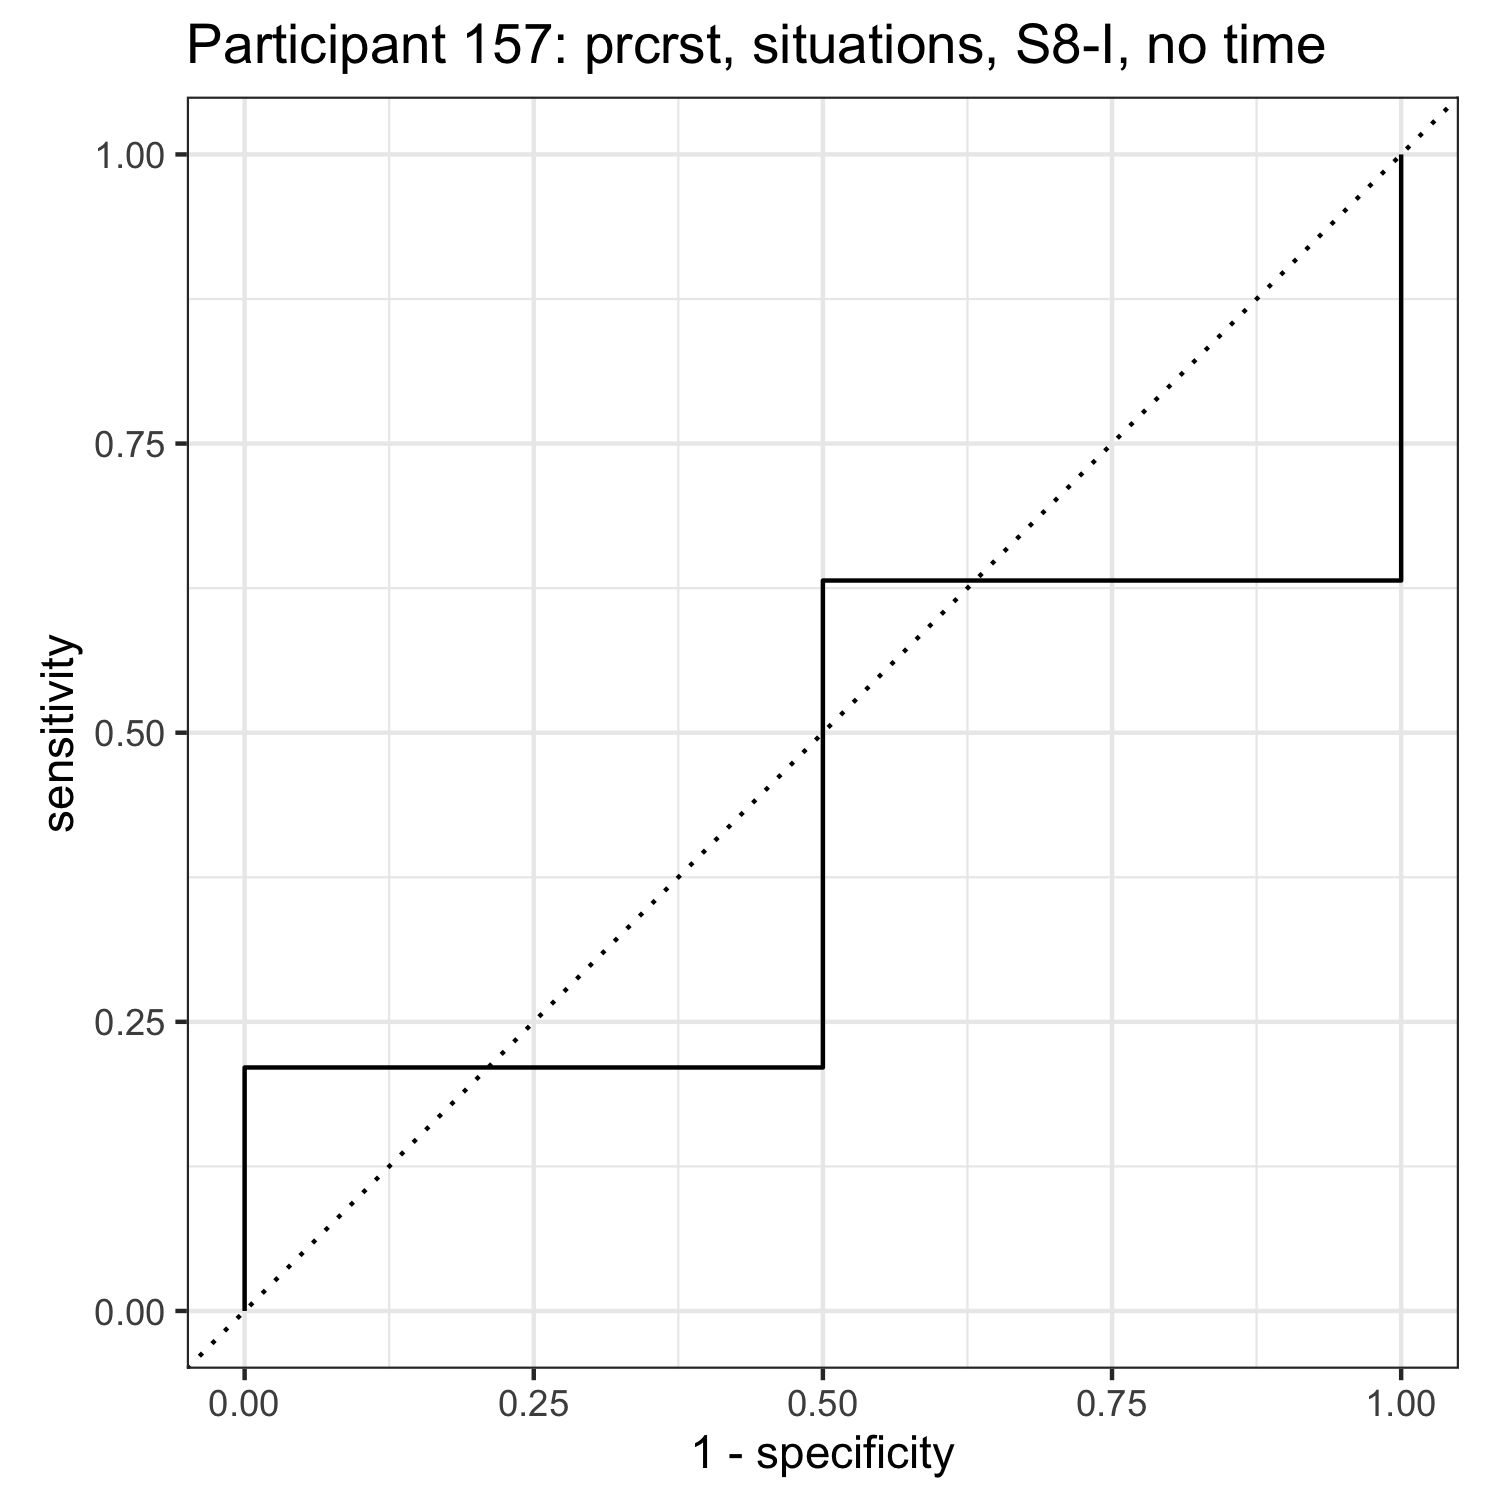 Participant 157: prcrst, situations, S8-I, no time
1.00
0.75
0.50
0.25
0.00
sensitivity
0.00 0.25 0.50 0.75 1.00
1 - specificity